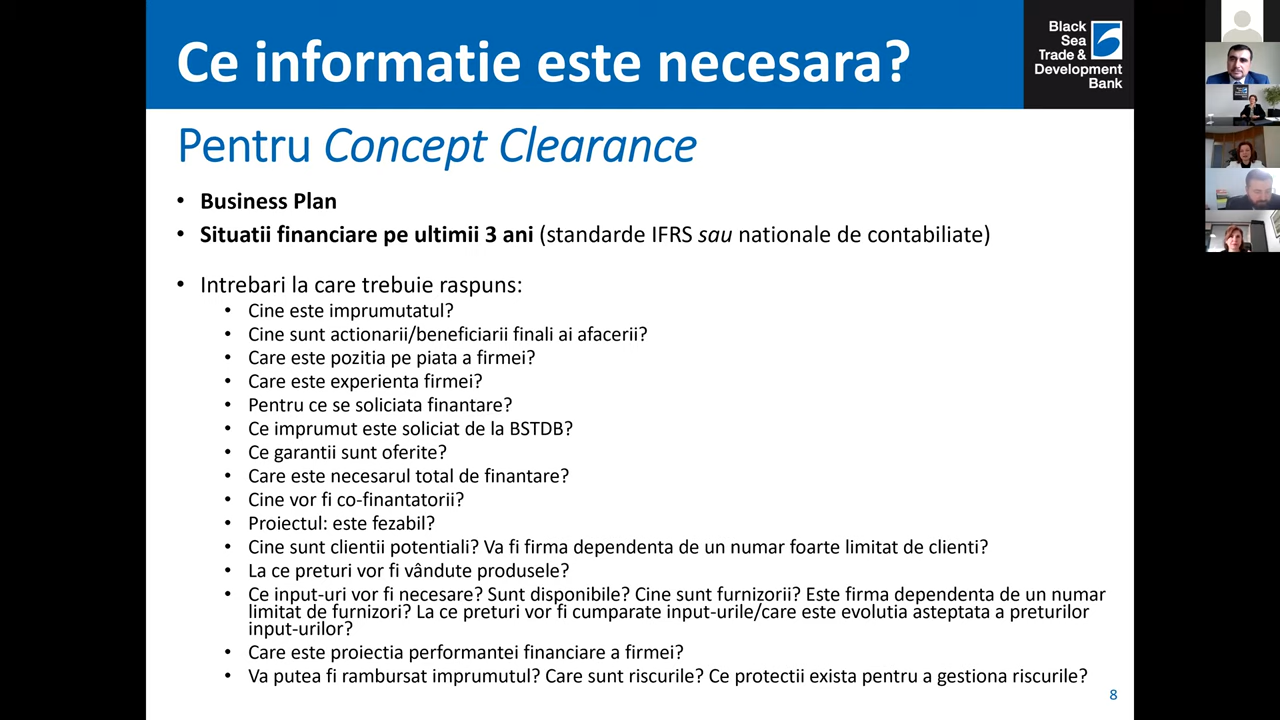 Ce informatie este necesara?
Black
Sea
Trade &
Development
Bank
Pentru Concept Clearance
• Business Plan
• Situatii financiare pe ultimii 3 ani (standarde IFRS sau nationale de contabiliate)
• Intrebari la care trebuie raspuns:
• Cine este imprumutatul?
• Cine sunt actionarii/beneficiarii finali ai afacerii?
• Care este pozitia pe piata a firmei?
• Care este experienta firmei?
• Pentru ce se soliciata finantare?
• Ce imprumut este soliciat de la BSTDB?
• Ce garantii sunt oferite?
• Care este necesarul total de finantare?
• Cine vor fi co-finantatorii?
• Proiectul: este fezabil?
• Cine sunt clientii potentiali? Va fi firma dependenta de un numar foarte limitat de clienti?
• La ce preturi vor fi vândute produsele?
• Ce input-uri vor fi necesare? Sunt disponibile? Cine sunt furnizorii? Este firma dependenta de un numar
limitat de furnizori? La ce preturi vor fi cumparate input-urile/care este evolutia asteptata a preturilor
input-urilor?
• Care este proiectia performantei financiare a firmei?
• Va putea fi rambursat imprumutul? Care sunt riscurile? Ce protectii exista pentru a gestiona riscurile?
8